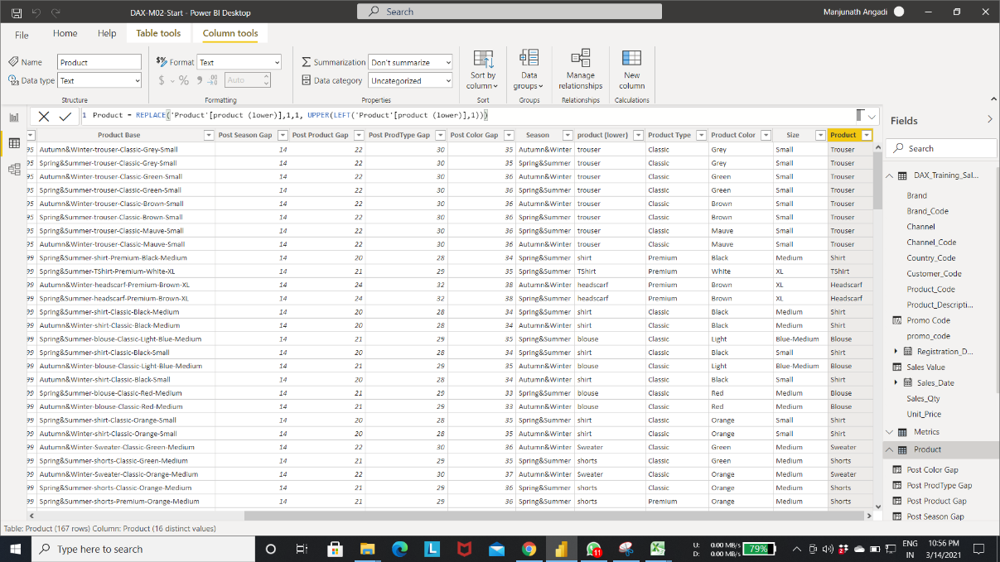 DAX-M02-Start - Power BI Desktop
Search
Manjunath Angadi
File
Home
Help
Table tools
Column tools
Name
Product
Format
Text
Summarization
Don't summarize
Data type
Text
$
%
Auto
Data category
Uncategorized
Sort by
column
Data
groups
Manage
relationships
New
column
Structure
Formatting
Properties
Sort
Groups
Relationships
Calculations
1 Product = REPLACE('Product'[product (lower)],1,1, UPPER(LEFT('Product'[product (lower)],1)))
Product Base Post Season Gap Post Product Gap Post ProdType Gap Post Color Gap Season product (lower) Product Type Product Color Size Product
95 Autumn&Winter-trouser-Classic-Grey-Small 14 22 30 35 Autumn&Winter trouser Classic Grey Small Trouser
95 Spring&Summer-trouser-Classic-Grey-Small 14 22 30 35 Spring&Summer trouser Classic Grey Small Trouser
95 Autumn&Winter-trouser-Classic-Green-Small 14 22 30 36 Autumn&Winter trouser Classic Green Small Trouser
95 Spring&Summer-trouser-Classic-Green-Small 14 22 30 36 Spring&Summer trouser Classic Green Small Trouser
95 Autumn&Winter-trouser-Classic-Brown-Small 14 22 30 36 Autumn&Winter trouser Classic Brown Small Trouser
95 Spring&Summer-trouser-Classic-Brown-Small 14 22 30 36 Spring&Summer trouser Classic Brown Small Trouser
95 Spring&Summer-trouser-Classic-Mauve-Small 14 22 30 36 Spring&Summer trouser Classic Mauve Small Trouser
95 Autumn&Winter-trouser-Classic-Mauve-Small 14 22 30 36 Autumn&Winter trouser Classic Mauve Small Trouser
99 Spring&Summer-shirt-Premium-Black-Medium 14 20 28 34 Spring&Summer shirt Premium Black Medium Shirt
99 Spring&Summer-TShirt-Premium-White-XL 14 21 29 35 Spring&Summer TShirt Premium White XL TShirt
99 Autumn&Winter-headscarf-Premium-Brown-XL 14 24 32 38 Autumn&Winter headscarf Premium Brown XL Headscarf
99 Spring&Summer-headscarf-Premium-Brown-XL 14 24 32 38 Spring&Summer headscarf Premium Brown XL Headscarf
99 Spring&Summer-shirt-Classic-Black-Medium 14 20 28 34 Spring&Summer shirt Classic Black Medium Shirt
99 Autumn&Winter-shirt-Classic-Black-Medium 14 20 28 34 Autumn&Winter shirt Classic Black Medium Shirt
99 Spring&Summer-blouse-Classic-Light-Blue-Medium 14 21 29 35 Spring&Summer blouse Classic Light Blue-Medium Blouse
99 Spring&Summer-shirt-Classic-Black-Small 14 20 28 34 Spring&Summer shirt Classic Black Small Shirt
99 Autumn&Winter-blouse-Classic-Light-Blue-Medium 14 21 29 35 Autumn&Winter blouse Classic Light Blue-Medium Blouse
99 Autumn&Winter-shirt-Classic-Black-Small 14 20 28 34 Autumn&Winter shirt Classic Black Small Shirt
99 Spring&Summer-blouse-Classic-Red-Medium 14 21 29 33 Spring&Summer blouse Classic Red Medium Blouse
99 Autumn&Winter-blouse-Classic-Red-Medium 14 21 29 33 Autumn&Winter blouse Classic Red Medium Blouse
99 Spring&Summer-shirt-Classic-Orange-Small 14 20 28 35 Spring&Summer shirt Classic Orange Small Shirt
99 Autumn&Winter-shirt-Classic-Orange-Small 14 20 28 35 Autumn&Winter shirt Classic Orange Small Shirt
99 Autumn&Winter-Sweater-Classic-Green-Medium 14 22 30 36 Autumn&Winter Sweater Classic Green Medium Sweater
99 Spring&Summer-shorts-Classic-Green-Medium 14 21 29 35 Spring&Summer shorts Classic Green Medium Shorts
99 Autumn&Winter-Sweater-Classic-Orange-Medium 14 22 30 37 Autumn&Winter Sweater Classic Orange Medium Sweater
99 Spring&Summer-shorts-Classic-Orange-Medium 14 21 29 36 Spring&Summer shorts Classic Orange Medium Shorts
99 Spring&Summer-shorts-Premium-Orange-Medium 14 21 29 36 Spring&Summer shorts Premium Orange Medium Shorts
Fields
Search
DAX_Training_Sal...
Brand
Brand_Code
Channel
Channel_Code
Country_Code
Customer_Code
Product_Code
Product_Descripti...
Promo Code
promo_code
Registration_D...
Sales Value
Sales_Date
Sales_Qty
Unit_Price
Metrics
Product
Post Color Gap
Post ProdType Gap
Post Product Gap
Post Season Gap
Table: Product (167 rows) Column: Product (16 distinct values)
Type here to search
L
11
U: 0.00 MB/s
D: 0.00 MB/s
79%
2
ENG
IN
10:56 PM
3/14/2021